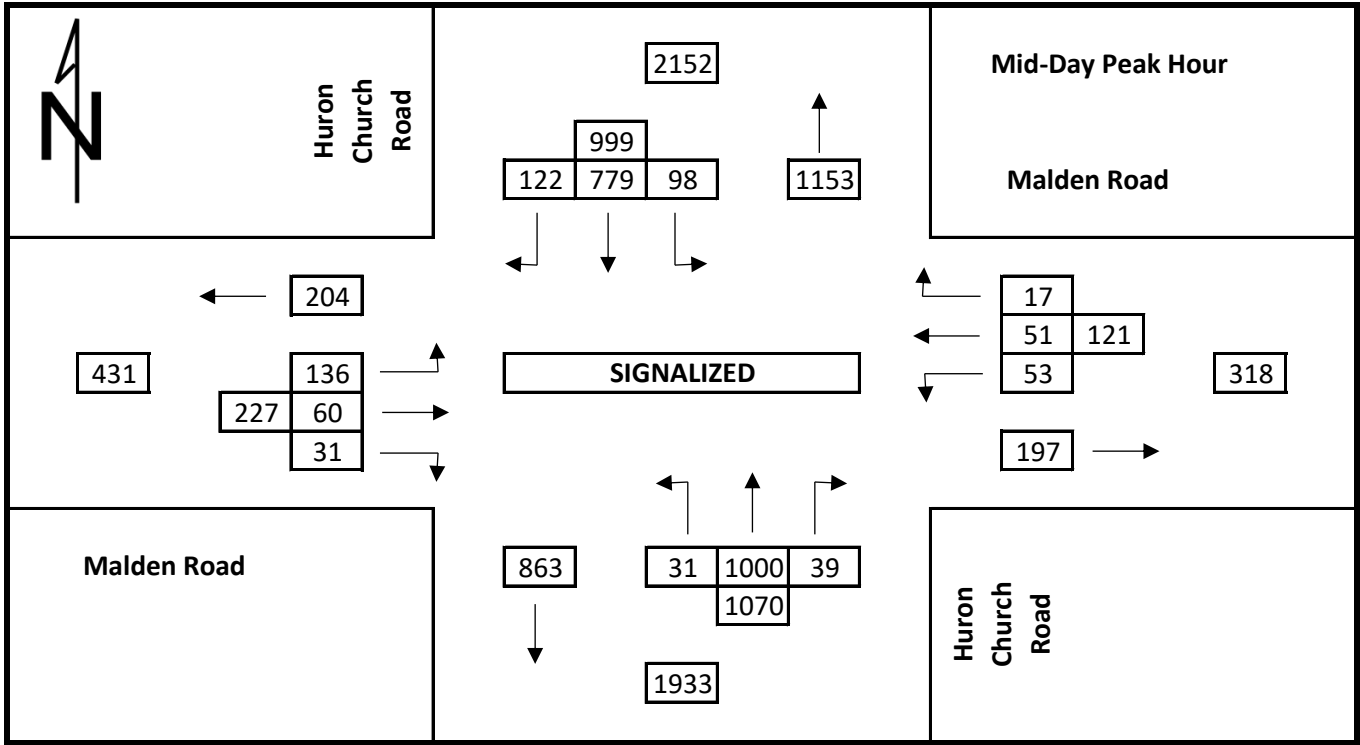 N
Huron
Church
Road
2152
Mid-Day Peak Hour
999
122 779 98
1153
Malden Road
204
17
51 121
53
431
136
227 60
31
SIGNALIZED
318
197
Malden Road
863
31 1000 39
1070
1933
Huron
Church
Road